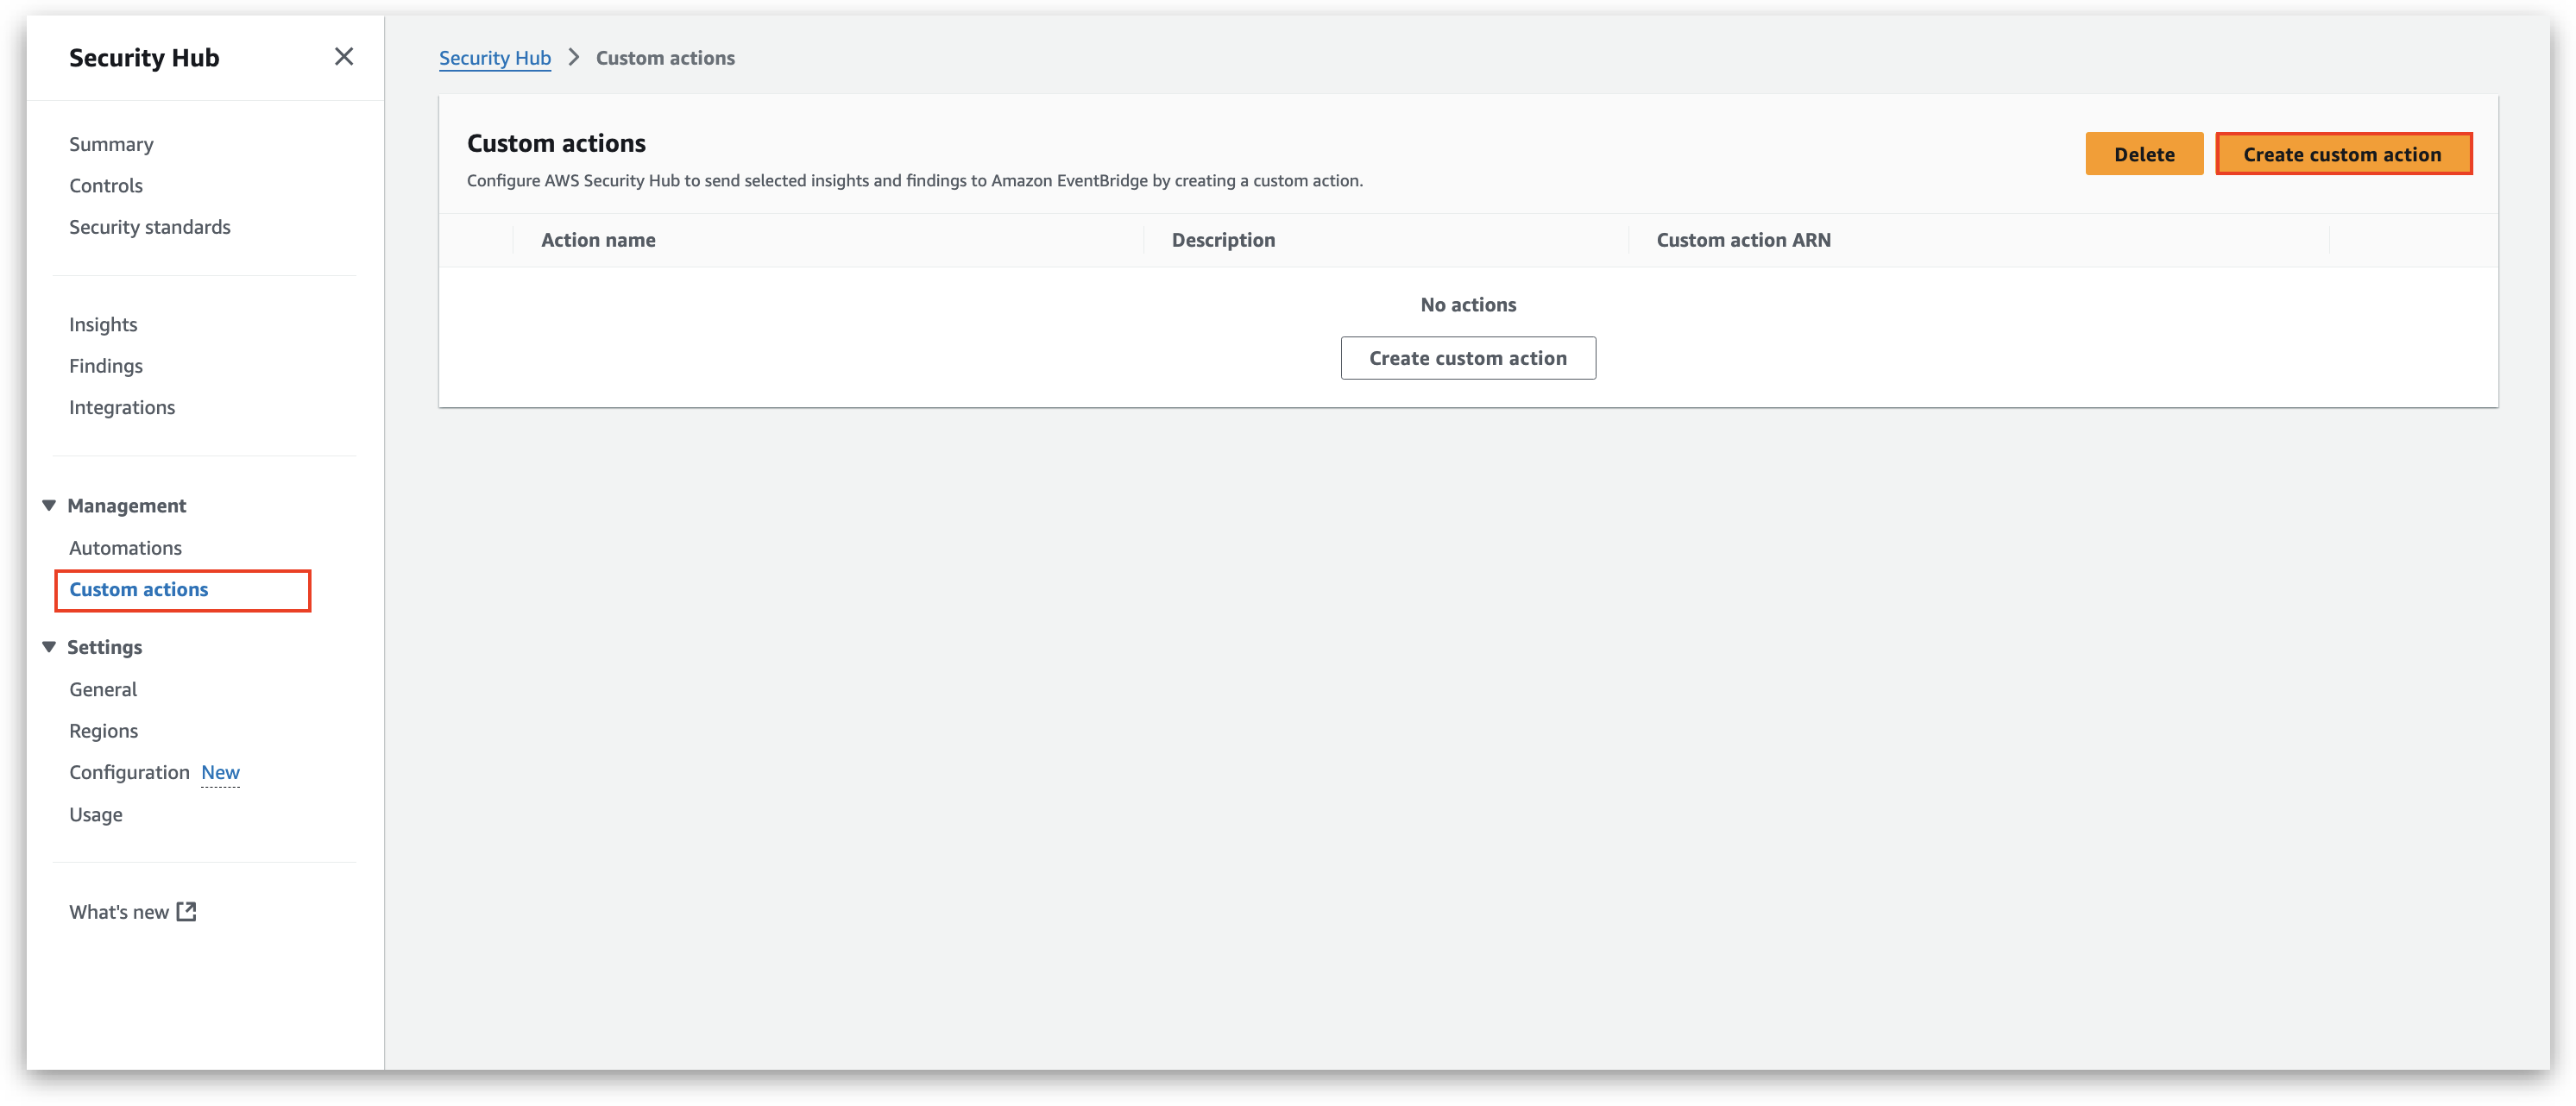 Security Hub
Summary
Controls
Security standards
Insights
Findings
Integrations
Management
Automations
Custom actions
Settings
General
Regions
Configuration New
Usage
What's new
Security Hub Custom actions
Custom actions
Configure AWS Security Hub to send selected insights and findings to Amazon EventBridge by creating a custom action.
Delete Create custom action
Action name Description Custom action ARN
No actions
Create custom action